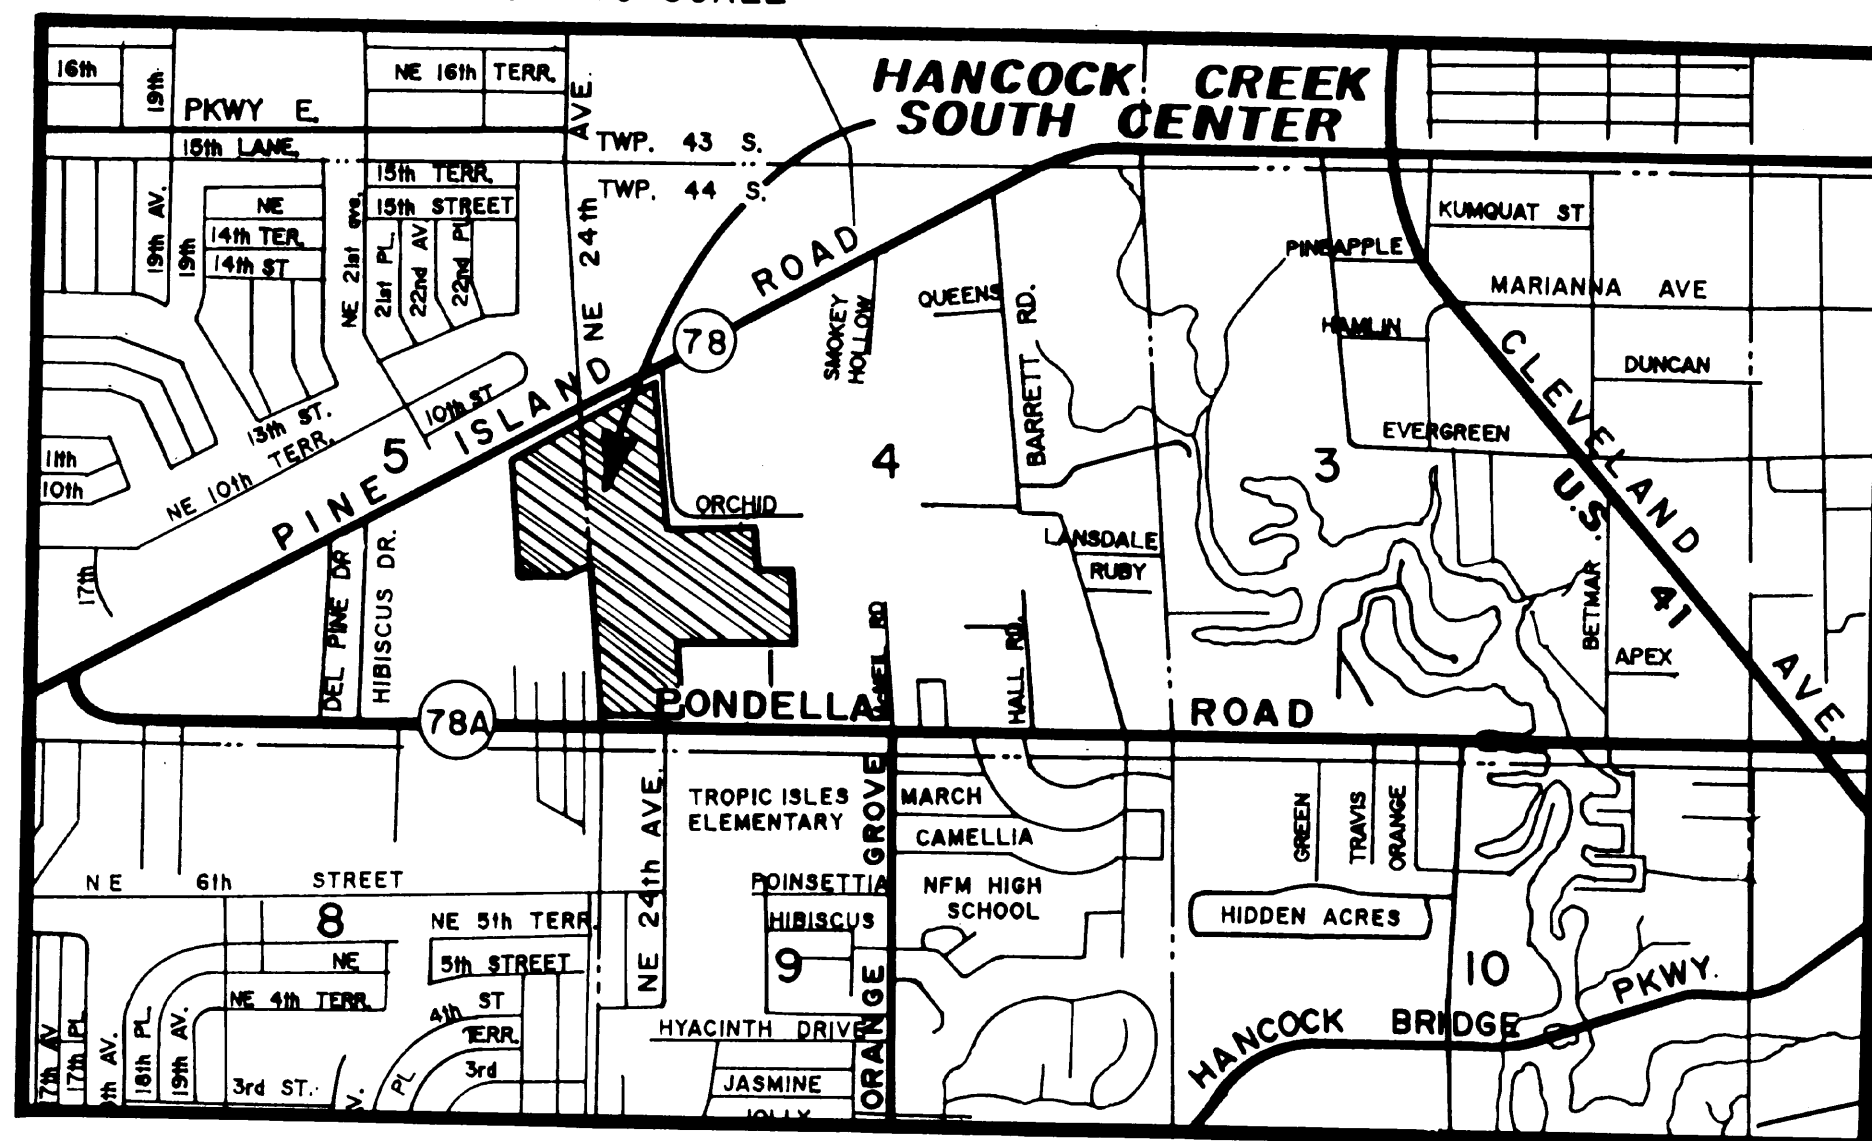 16th
19th
NE 16th TERR.
PKWY E.
15th LANE.
AVE.
TWP. 43 S.
TWP. 44 S.
HANCOCK CREEK
SOUTH CENTER
15th TERR.
15th STREET
NE
14th TER.
14th ST
19th AV.
19th
NE 21st ave.
21st PL.
22nd AV.
22nd PL
NE 24th
ROAD
78
SMOKEY
HOLLOW
QUEENS
BARRETT RD.
PINEAPPLE
KUMQUAT ST
MARIANNA AVE
HAMLIN
DUNCAN
EVERGREEN
CLEVELAND
AVE.
U.S. 41
10th ST
13th ST.
NE 10th TERR.
PINE ISLAND
5
4
3
11th
10th
17th
DEL PINE DR
HIBISCUS DR.
ORCHID
LANSDALE
RUBY
BETMAR
APEX
McNEIL RD
HALL RD.
78A
PONDELLA ROAD
TROPIC ISLES
ELEMENTARY
NE 24th AVE.
ORANGE GROVE
MARCH
CAMELLIA
GREEN
TRAVIS
ORANGE
NE 6th STREET
POINSETTIA
HIBISCUS
NFM HIGH
SCHOOL
HIDDEN ACRES
8
9
10
NE 5th TERR.
5th STREET
NE
NE 4th TERR.
4th ST
TERR.
3rd
3rd ST.
PL
17th PL.
18th PL.
19th AV.
HYACINTH DRIVE
JASMINE
JOLLY
HANCOCK BRIDGE PKWY.